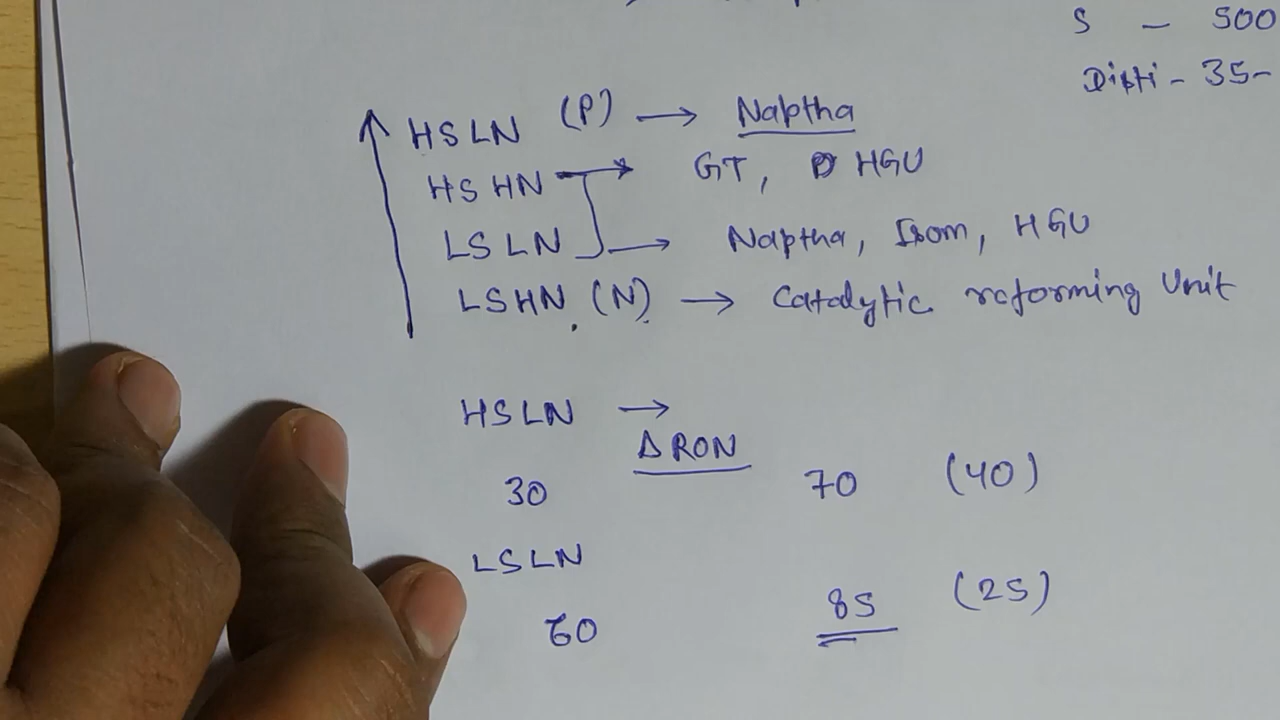 S - 500
Disti - 35-
HSLN (P) → Naptha
HSHN → GT, HGU
LSLN → Naptha, Isom, HGU
LSHN (N) → Catalytic reforming Unit
HSLN →
Δ RON
30 70 (40)
LSLN
60 85 (25)